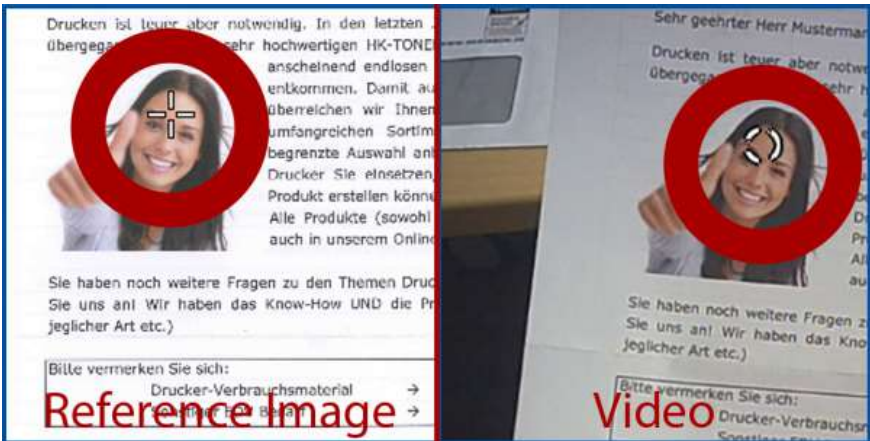 Drucken ist teuer aber notwendig. In den letzten
sehr hochwertigen HK-TONE
anscheinend endlosen
entkommen. Damit au
überreichen wir Ihnen
umfangreichen Sortim
begrenzte Auswahl an
Drucker Sie einsetzen,
Produkt erstellen könne
Alle Produkte (sowohl
auch in unserem Online
Sie haben noch weitere Fragen zu den Themen Druc
Sie uns an! Wir haben das Know-How UND die Pr
jeglicher Art etc.)
Bitte vermerken Sie sich:
Drucker-Verbrauchsmaterial →
→
Reference Image
Sehr geehrter Herr Musterman
Drucken ist teuer aber notwe
Sie haben noch weitere Fragen z
Sie uns an! Wir haben das Kno
jeglicher Art etc.)
Bitte vermerken Sie sich:
Drucker-Verbrauchsm
Video